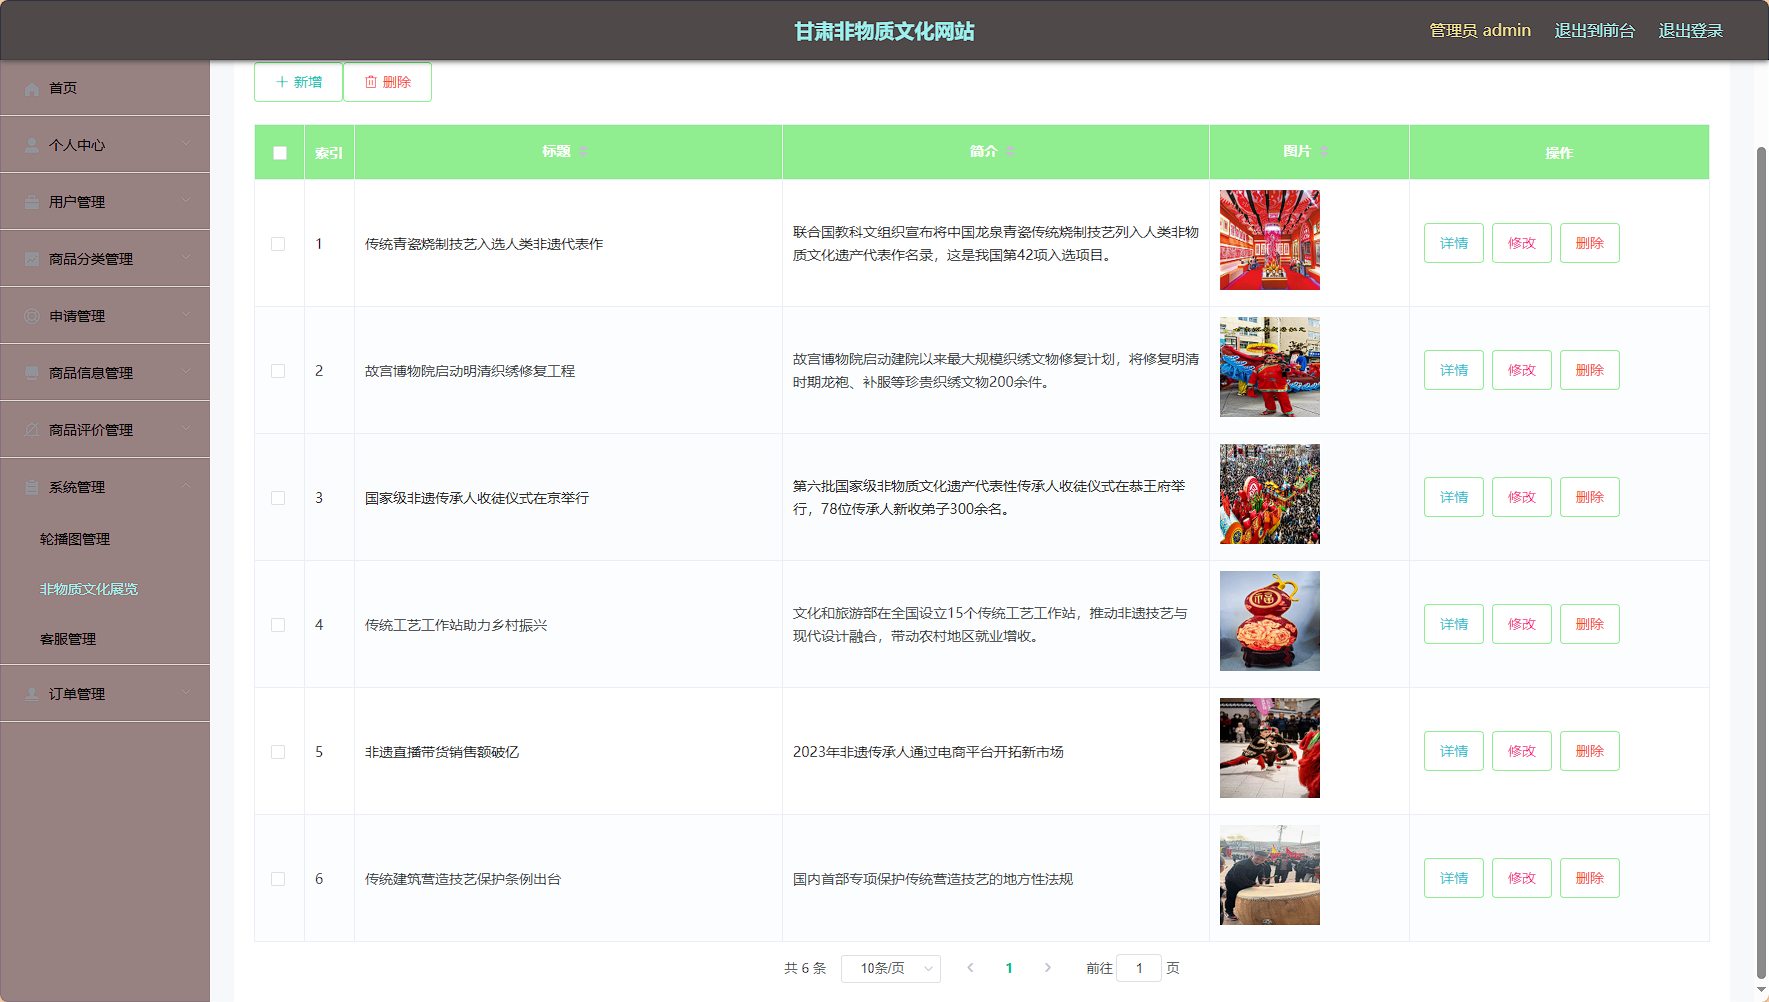 甘肃非物质文化网站
管理员 admin
退出到前台
退出登录
首页
个人中心
用户管理
商品分类管理
申请管理
商品信息管理
商品评价管理
系统管理
轮播图管理
非物质文化展览
客服管理
订单管理
新增
删除
索引 标题 简介 图片 操作
1 传统青瓷烧制技艺入选人类非遗代表作
联合国教科文组织宣布将中国龙泉青瓷传统烧制技艺列入人类非物
质文化遗产代表作名录，这是我国第42项入选项目。
详情 修改 删除
2 故宫博物院启动明清织绣修复工程
故宫博物院启动建院以来最大规模织绣文物修复计划，将修复明清
时期龙袍、补服等珍贵织绣文物200余件。
详情 修改 删除
3 国家级非遗传承人收徒仪式在京举行
第六批国家级非物质文化遗产代表性传承人收徒仪式在恭王府举
行，78位传承人新收弟子300余名。
详情 修改 删除
4 传统工艺工作站助力乡村振兴
文化和旅游部在全国设立15个传统工艺工作站，推动非遗技艺与
现代设计融合，带动农村地区就业增收。
福
详情 修改 删除
5 非遗直播带货销售额破亿
2023年非遗传承人通过电商平台开拓新市场
详情 修改 删除
6 传统建筑营造技艺保护条例出台
国内首部专项保护传统营造技艺的地方性法规
详情 修改 删除
共 6 条 10条/页 1 前往 1 页